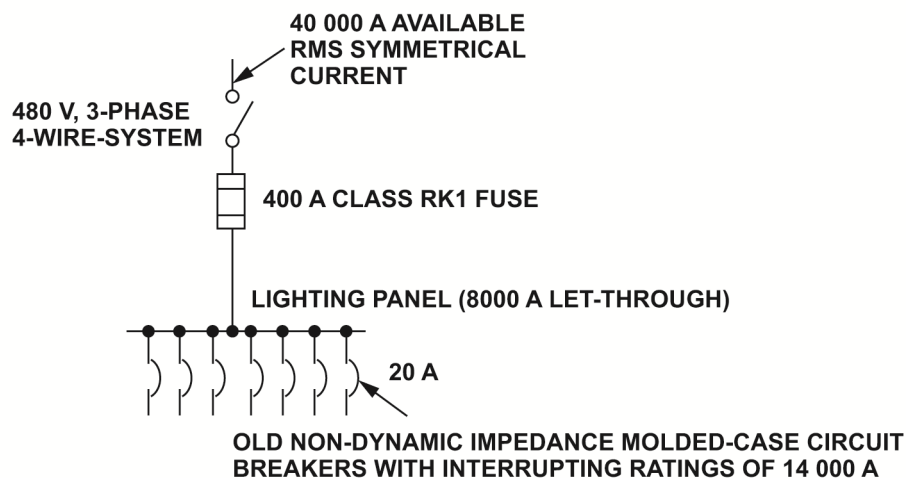 40 000 A AVAILABLE
RMS SYMMETRICAL
CURRENT
480 V, 3-PHASE
4-WIRE-SYSTEM
400 A CLASS RK1 FUSE
LIGHTING PANEL (8000 A LET-THROUGH)
20 A
OLD NON-DYNAMIC IMPEDANCE MOLDED-CASE CIRCUIT
BREAKERS WITH INTERRUPTING RATINGS OF 14 000 A